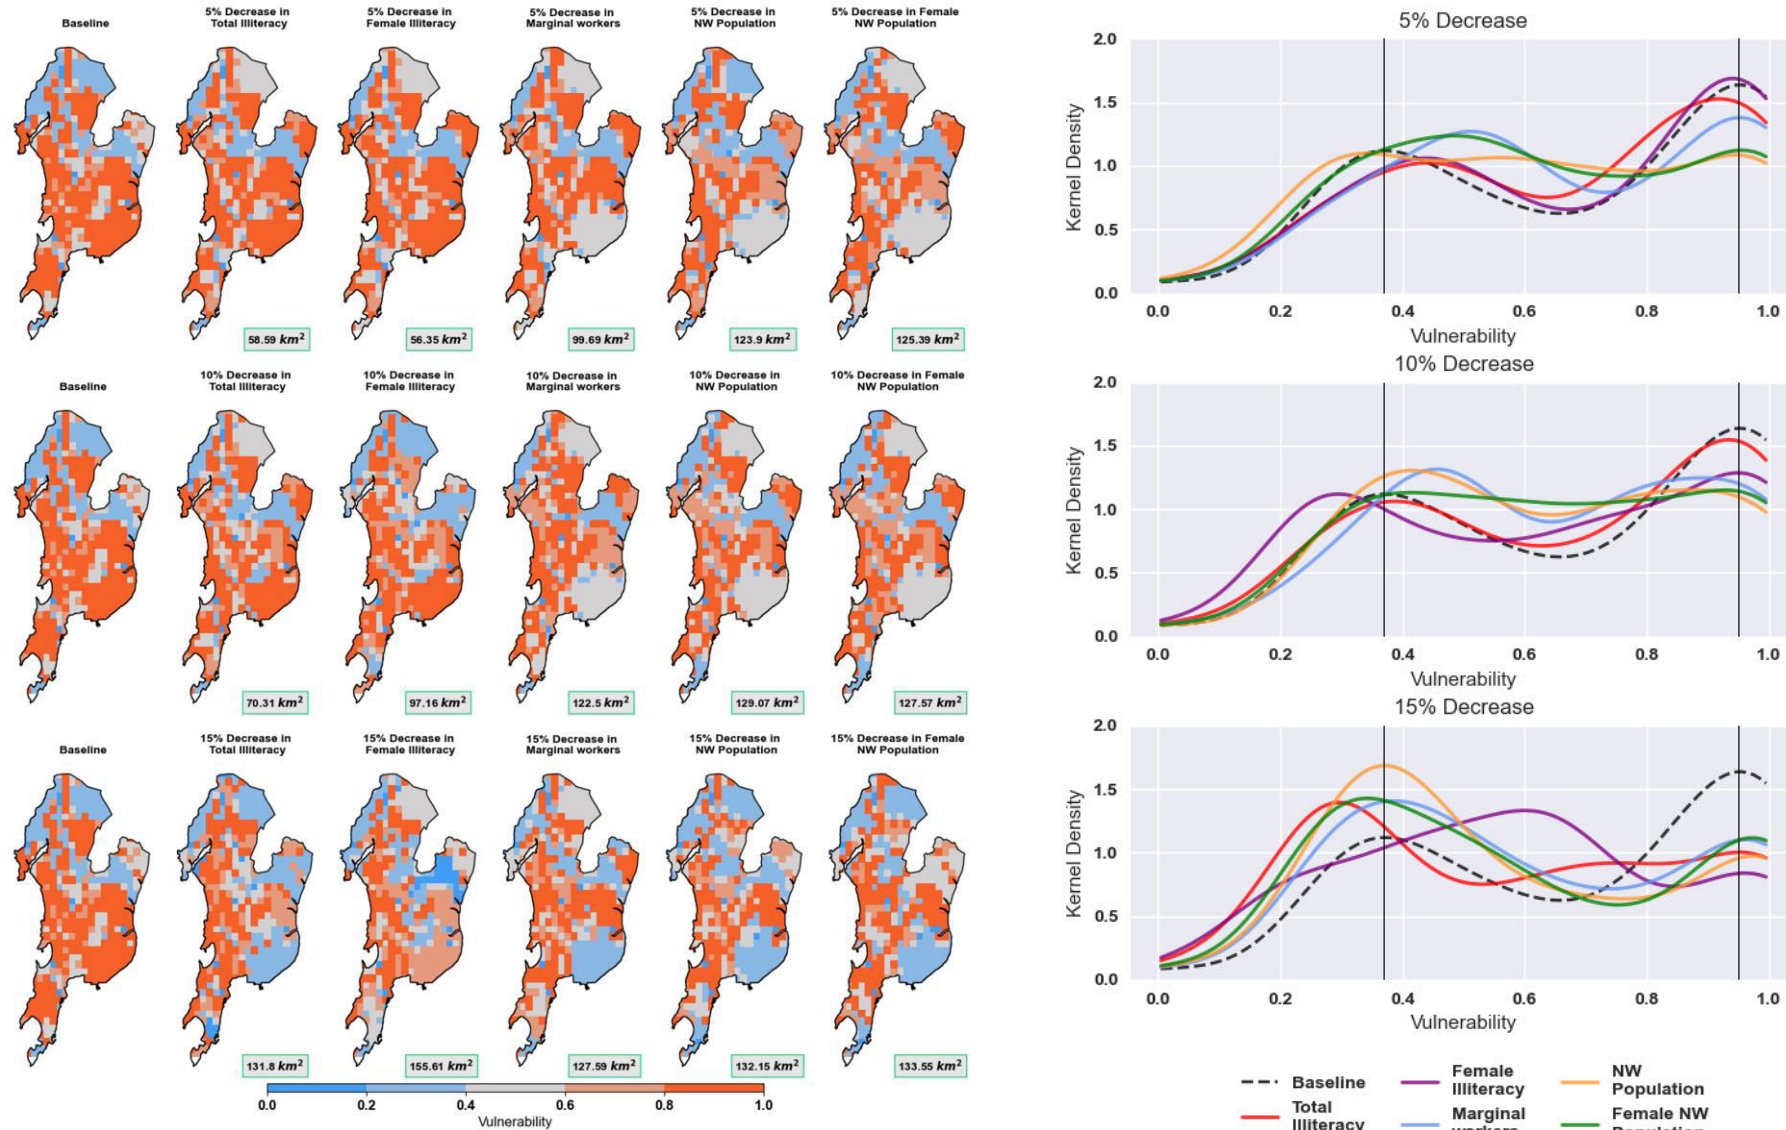 Baseline
5% Decrease in
Total Illiteracy
5% Decrease in
Female Illiteracy
5% Decrease in
Marginal workers
5% Decrease in
NW Population
5% Decrease in Female
NW Population
58.59 km²
56.35 km²
99.69 km²
123.9 km²
125.39 km²
Baseline
10% Decrease in
Total Illiteracy
10% Decrease in
Female Illiteracy
10% Decrease in
Marginal workers
10% Decrease in
NW Population
10% Decrease in Female
NW Population
70.31 km²
97.16 km²
122.5 km²
129.07 km²
127.57 km²
Baseline
15% Decrease in
Total Illiteracy
15% Decrease in
Female Illiteracy
15% Decrease in
Marginal workers
15% Decrease in
NW Population
15% Decrease in Female
NW Population
131.8 km²
155.61 km²
127.59 km²
132.15 km²
133.55 km²
0.0 0.2 0.4 0.6 0.8 1.0
Vulnerability
5% Decrease
2.0
1.5
1.0
0.5
0.0
Kernel Density
0.0 0.2 0.4 0.6 0.8 1.0
Vulnerability
10% Decrease
2.0
1.5
1.0
0.5
0.0
Kernel Density
0.0 0.2 0.4 0.6 0.8 1.0
Vulnerability
15% Decrease
2.0
1.5
1.0
0.5
0.0
Kernel Density
0.0 0.2 0.4 0.6 0.8 1.0
Vulnerability
Baseline
Total
Illiteracy
Female
Illiteracy
Marginal
workers
NW
Population
Female NW
Population